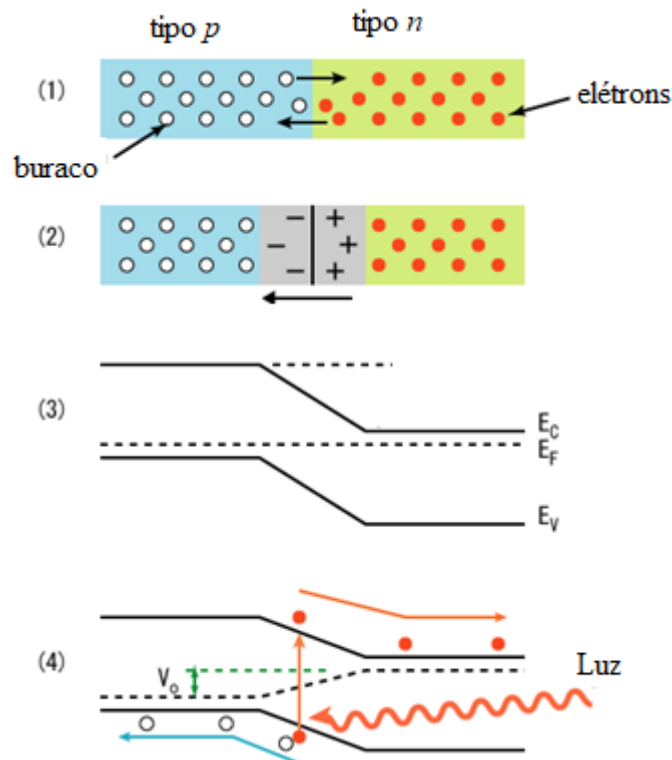 tipo p tipo n
(1)
elétrons
buraco
(2)
− +
− +
− +
(3)
E_C
E_F
E_V
(4)
V_o
Luz